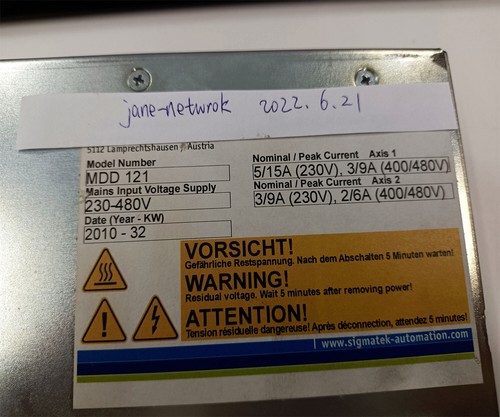 jane-netwrok 2022.6.21
5112 Lamprechtshausen / Austria
Model Number
MDD 121
Mains Input Voltage Supply
230-480V
Date (Year - KW)
2010 - 32
Nominal / Peak Current Axis 1
5/15A (230V), 3/9A (400/480V)
Nominal / Peak Current Axis 2
3/9A (230V), 2/6A (400/480V)
VORSICHT!
Gefährliche Restspannung. Nach dem Abschalten 5 Minuten warten!
WARNING!
Residual voltage. Wait 5 minutes after removing power!
ATTENTION!
Tension résiduelle dangereuse! Après déconnection, attendez 5 minutes!
www.sigmatek-automation.com